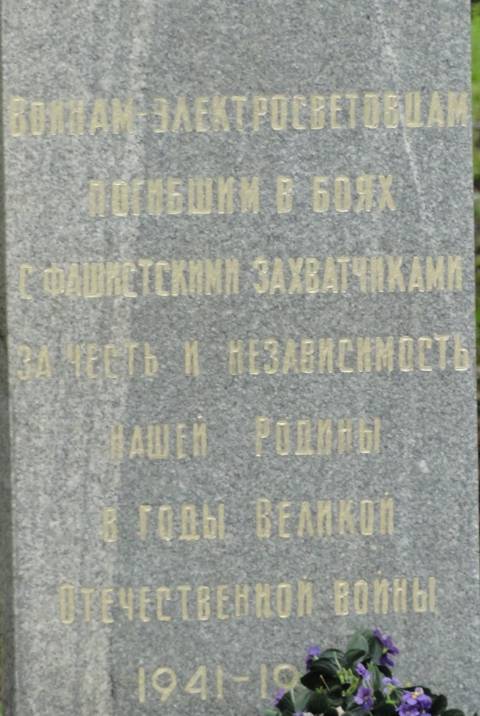 Воинам-электросветовцам
погибшим в боях
с фашистскими захватчиками
за честь и независимость
нашей Родины
в годы Великой
Отечественной войны
1941-19